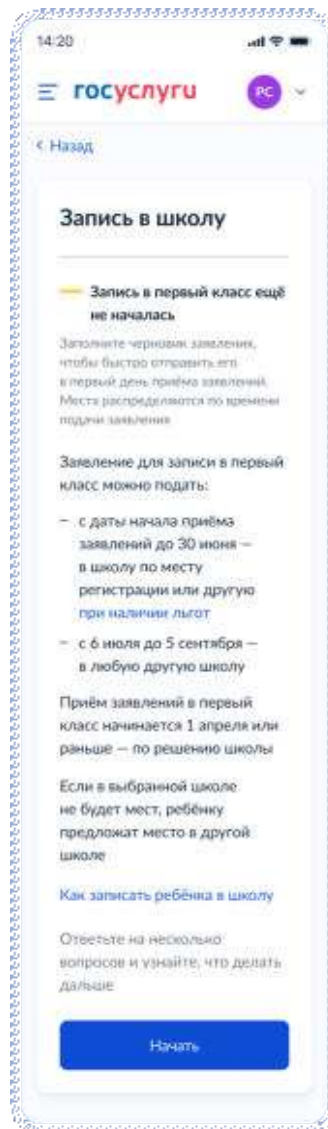 14:20
госуслуги
РС
Назад
Запись в школу
Запись в первый класс ещё
не началась
Заполните черновик заявления,
чтобы быстро отправить его
в первый день приёма заявлений.
Места распределяются по времени
подачи заявления
Заявление для записи в первый
класс можно подать:
– с даты начала приёма
заявлений до 30 июня —
в школу по месту
регистрации или другую
при наличии льгот
– с 6 июля до 5 сентября —
в любую другую школу
Приём заявлений в первый
класс начинается 1 апреля или
раньше — по решению школы
Если в выбранной школе
не будет мест, ребёнку
предложат место в другой
школе
Как записать ребёнка в школу
Ответьте на несколько
вопросов и узнайте, что делать
дальше
Начать